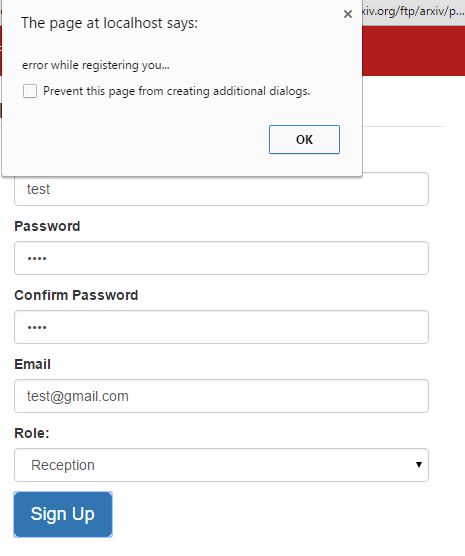 The page at localhost says:
xiv.org/ftp/arxiv/p...
error while registering you...
Prevent this page from creating additional dialogs.
OK
test
Password
••••
Confirm Password
••••
Email
test@gmail.com
Role:
Reception
Sign Up